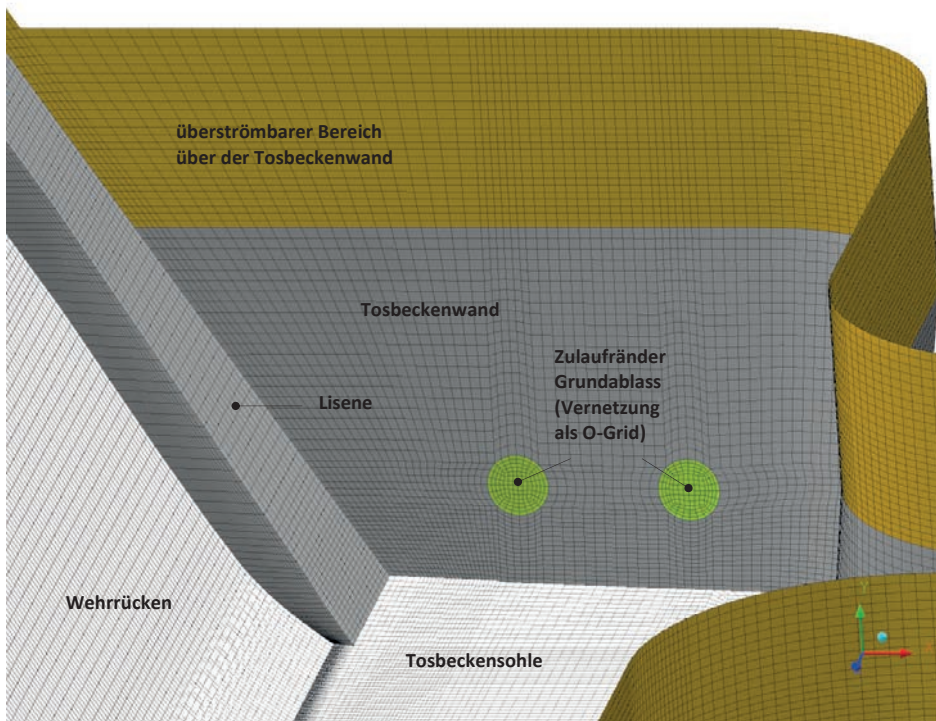 überströmbarer Bereich
über der Tosbeckenwand
Tosbeckenwand
Zulaufränder
Grundablass
(Vernetzung
als O-Grid)
Lisene
Wehrrücken
Tosbeckensohle